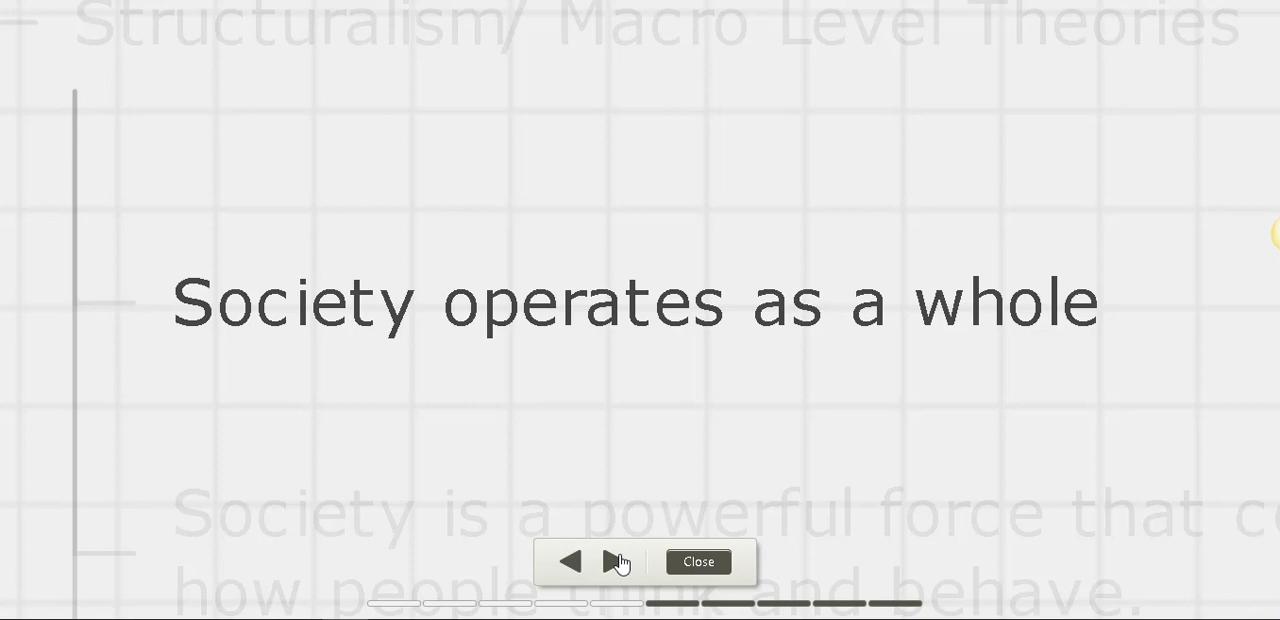 Structuralism/ Macro Level Theories
Society operates as a whole
Society is a powerful force that
Close
how people think and behave.